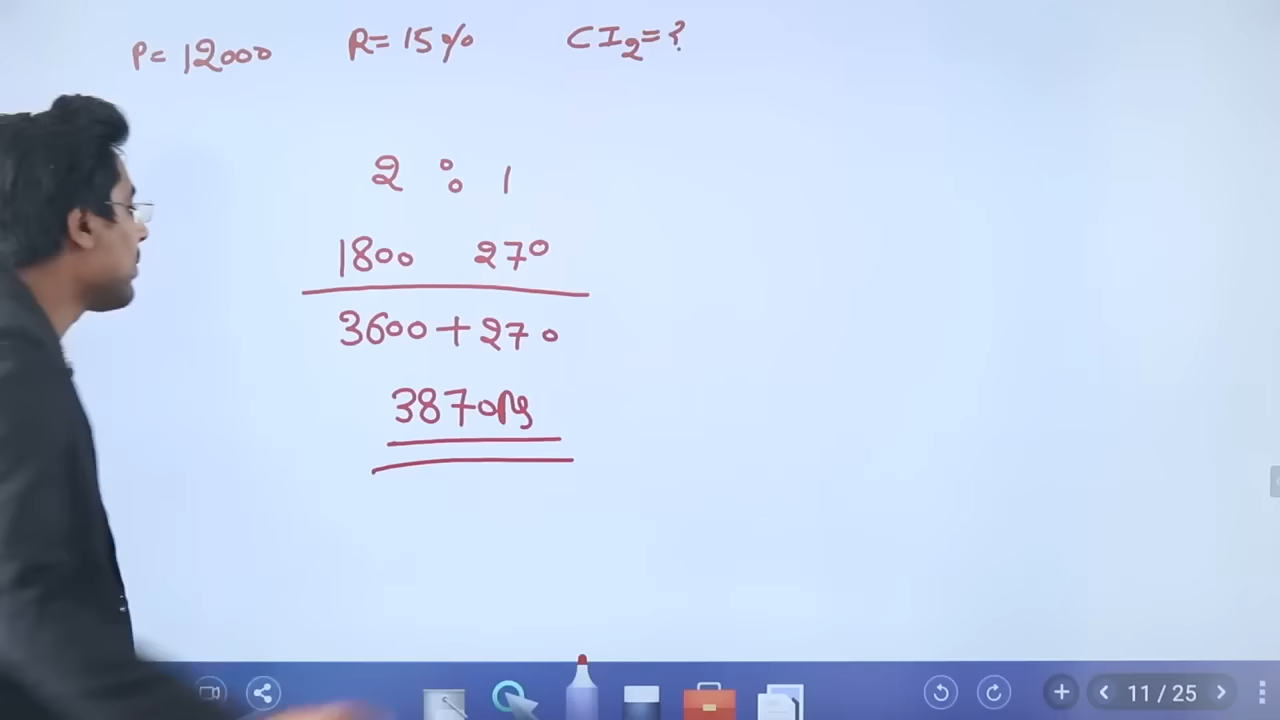 P= 12000 R= 15% CI₂=?
2 : 1
1800 270
3600+270
3870Rs
11 / 25